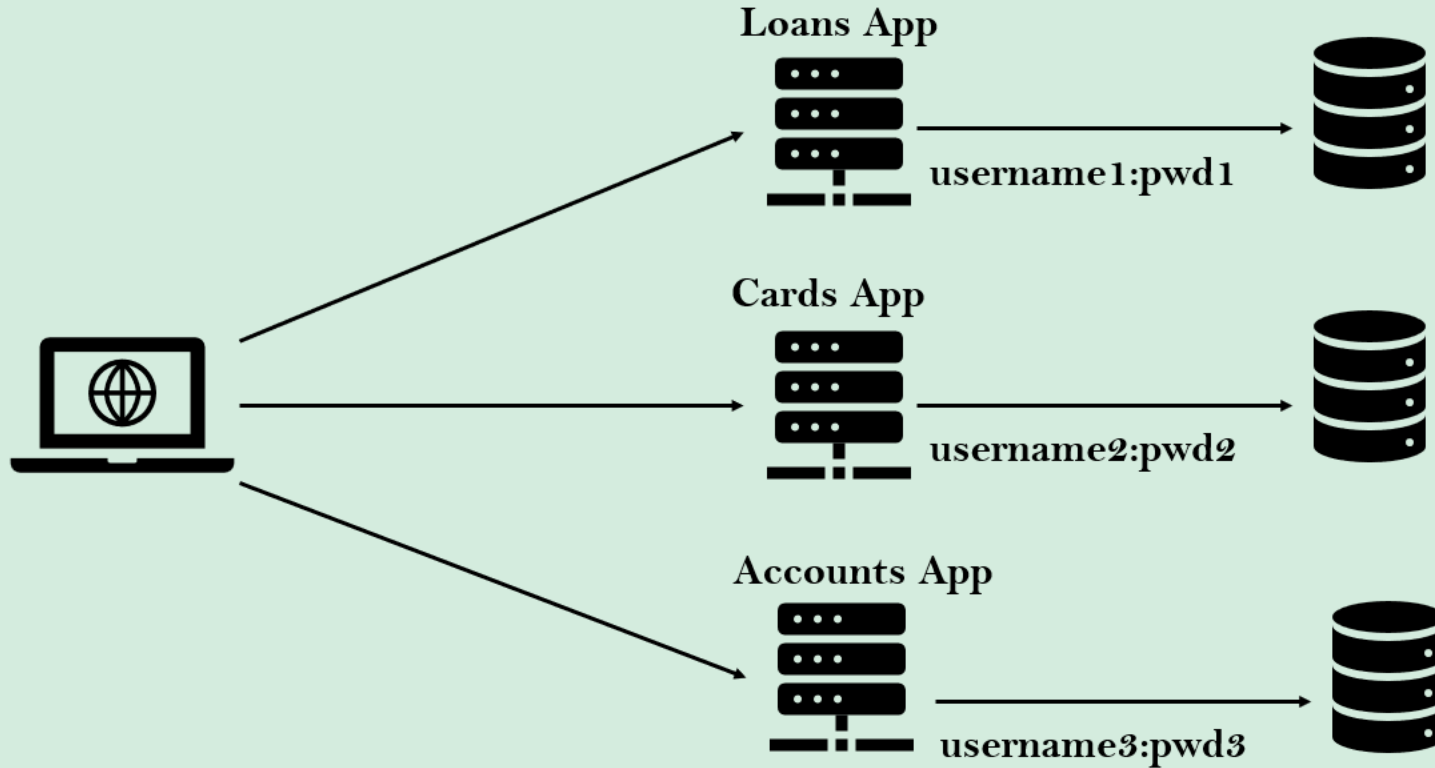 Loans App
username1:pwd1
Cards App
username2:pwd2
Accounts App
username3:pwd3